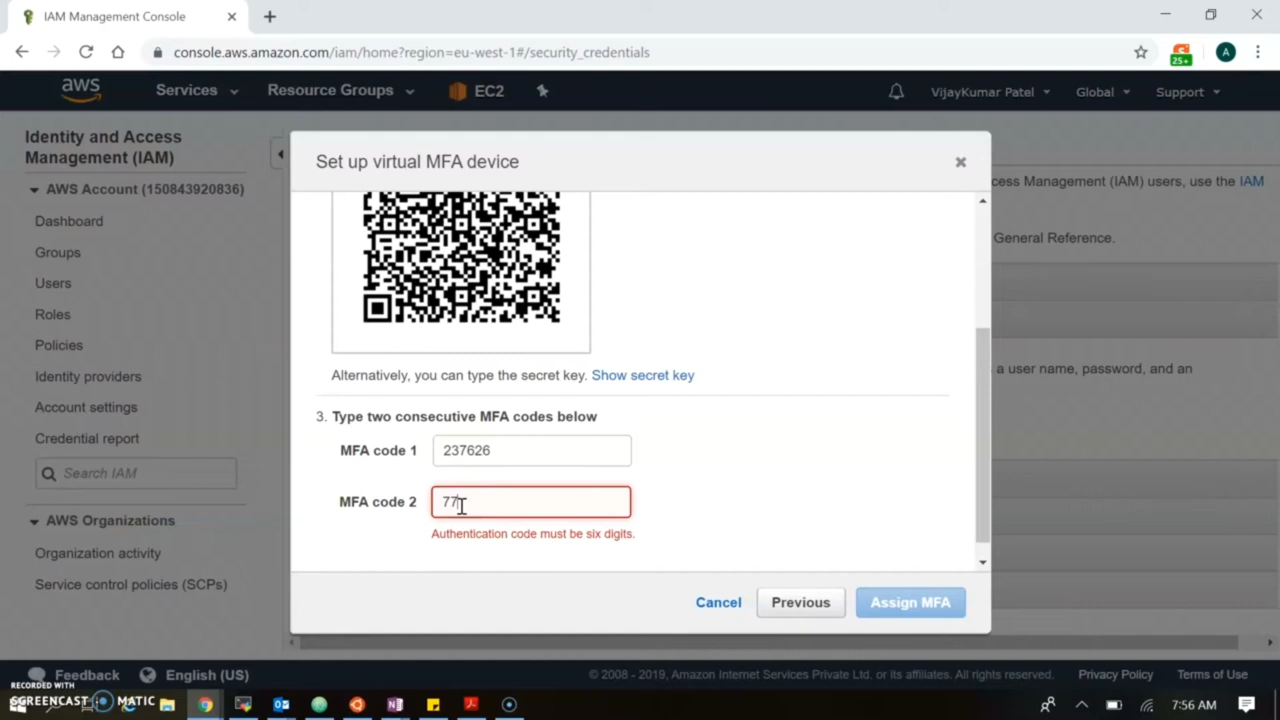 IAM Management Console
console.aws.amazon.com/iam/home?region=eu-west-1#/security_credentials
25+
A
aws
Services
Resource Groups
EC2
VijayKumar Patel
Global
Support
Identity and Access
Management (IAM)
AWS Account (150843920836)
Dashboard
Groups
Users
Roles
Policies
Identity providers
Account settings
Credential report
Search IAM
AWS Organizations
Organization activity
Service control policies (SCPs)
Set up virtual MFA device
cess Management (IAM) users, use the IAM
General Reference.
a user name, password, and an
Alternatively, you can type the secret key. Show secret key
3. Type two consecutive MFA codes below
MFA code 1
237626
MFA code 2
77
Authentication code must be six digits.
Cancel
Previous
Assign MFA
Feedback
English (US)
© 2008 - 2019, Amazon Internet Services Private Ltd. or its affiliates. All rights reserved.
Privacy Policy
Terms of Use
RECORDED WITH
SCREENCAST MATIC
7:56 AM